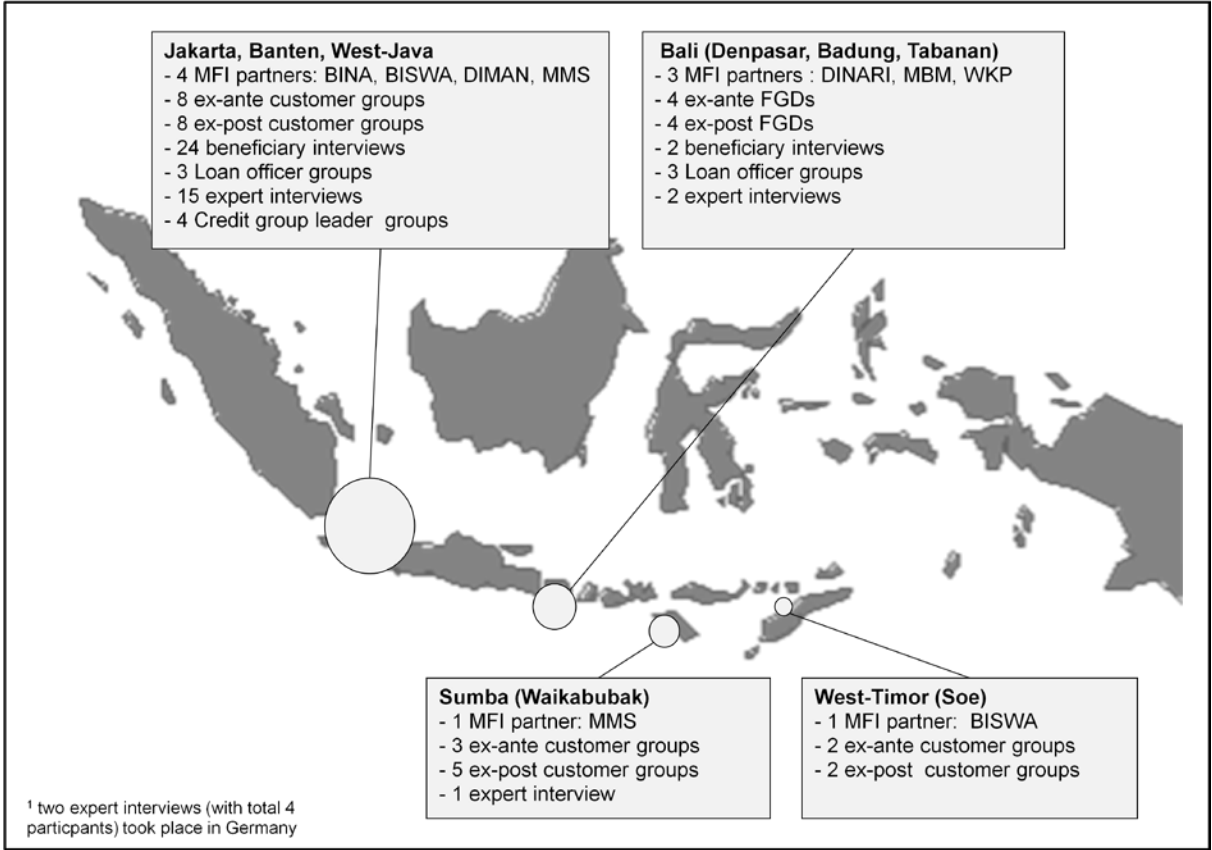 Jakarta, Banten, West-Java
- 4 MFI partners: BINA, BISWA, DIMAN, MMS
- 8 ex-ante customer groups
- 8 ex-post customer groups
- 24 beneficiary interviews
- 3 Loan officer groups
- 15 expert interviews
- 4 Credit group leader groups
Bali (Denpasar, Badung, Tabanan)
- 3 MFI partners : DINARI, MBM, WKP
- 4 ex-ante FGDs
- 4 ex-post FGDs
- 2 beneficiary interviews
- 3 Loan officer groups
- 2 expert interviews
Sumba (Waikabubak)
- 1 MFI partner: MMS
- 3 ex-ante customer groups
- 5 ex-post customer groups
- 1 expert interview
West-Timor (Soe)
- 1 MFI partner: BISWA
- 2 ex-ante customer groups
- 2 ex-post customer groups
1 two expert interviews (with total 4
particpants) took place in Germany